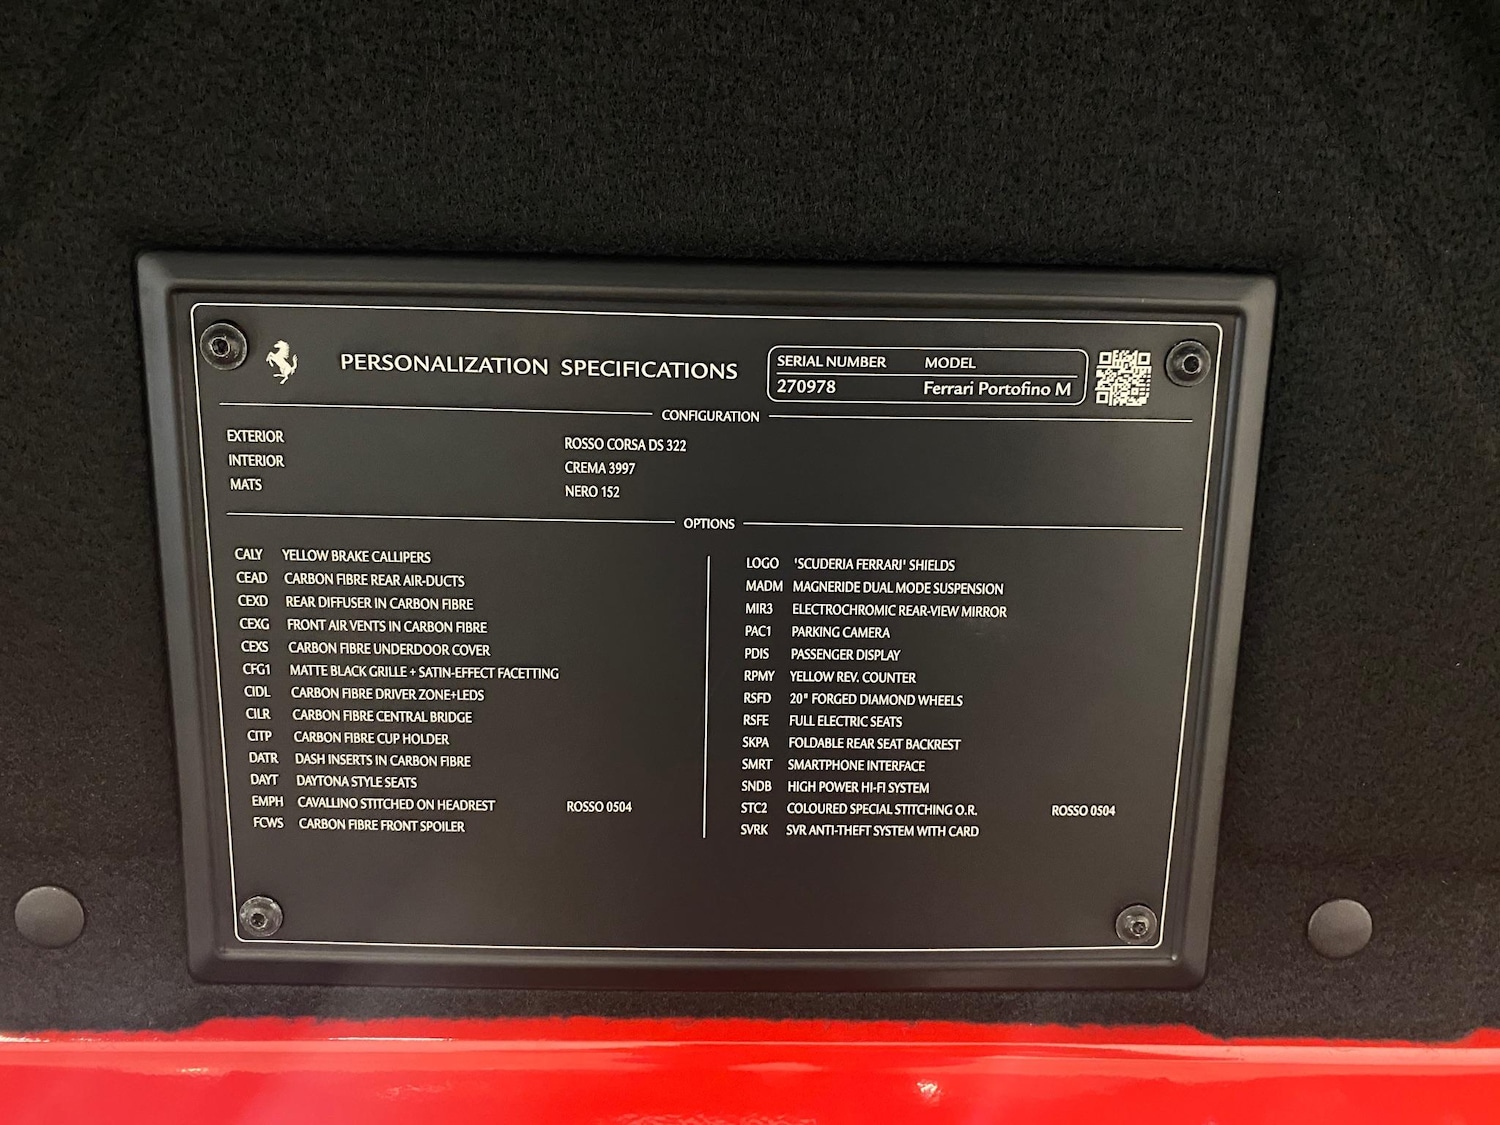 PERSONALIZATION SPECIFICATIONS
SERIAL NUMBER MODEL
270978 Ferrari Portofino M
CONFIGURATION
EXTERIOR ROSSO CORSA DS 322
INTERIOR CREMA 3997
MATS NERO 152
OPTIONS
CALY YELLOW BRAKE CALLIPERS
CEAD CARBON FIBRE REAR AIR-DUCTS
CEXD REAR DIFFUSER IN CARBON FIBRE
CEXG FRONT AIR VENTS IN CARBON FIBRE
CEXS CARBON FIBRE UNDERDOOR COVER
CFG1 MATTE BLACK GRILLE + SATIN-EFFECT FACETTING
CIDL CARBON FIBRE DRIVER ZONE+LEDS
CILR CARBON FIBRE CENTRAL BRIDGE
CITP CARBON FIBRE CUP HOLDER
DATR DASH INSERTS IN CARBON FIBRE
DAYT DAYTONA STYLE SEATS
EMPH CAVALLINO STITCHED ON HEADREST ROSSO 0504
FCWS CARBON FIBRE FRONT SPOILER
LOGO 'SCUDERIA FERRARI' SHIELDS
MADM MAGNERIDE DUAL MODE SUSPENSION
MIR3 ELECTROCHROMIC REAR-VIEW MIRROR
PAC1 PARKING CAMERA
PDIS PASSENGER DISPLAY
RPMY YELLOW REV. COUNTER
RSFD 20" FORGED DIAMOND WHEELS
RSFE FULL ELECTRIC SEATS
SKPA FOLDABLE REAR SEAT BACKREST
SMRT SMARTPHONE INTERFACE
SNDB HIGH POWER HI-FI SYSTEM
STC2 COLOURED SPECIAL STITCHING O.R. ROSSO 0504
SVRK SVR ANTI-THEFT SYSTEM WITH CARD